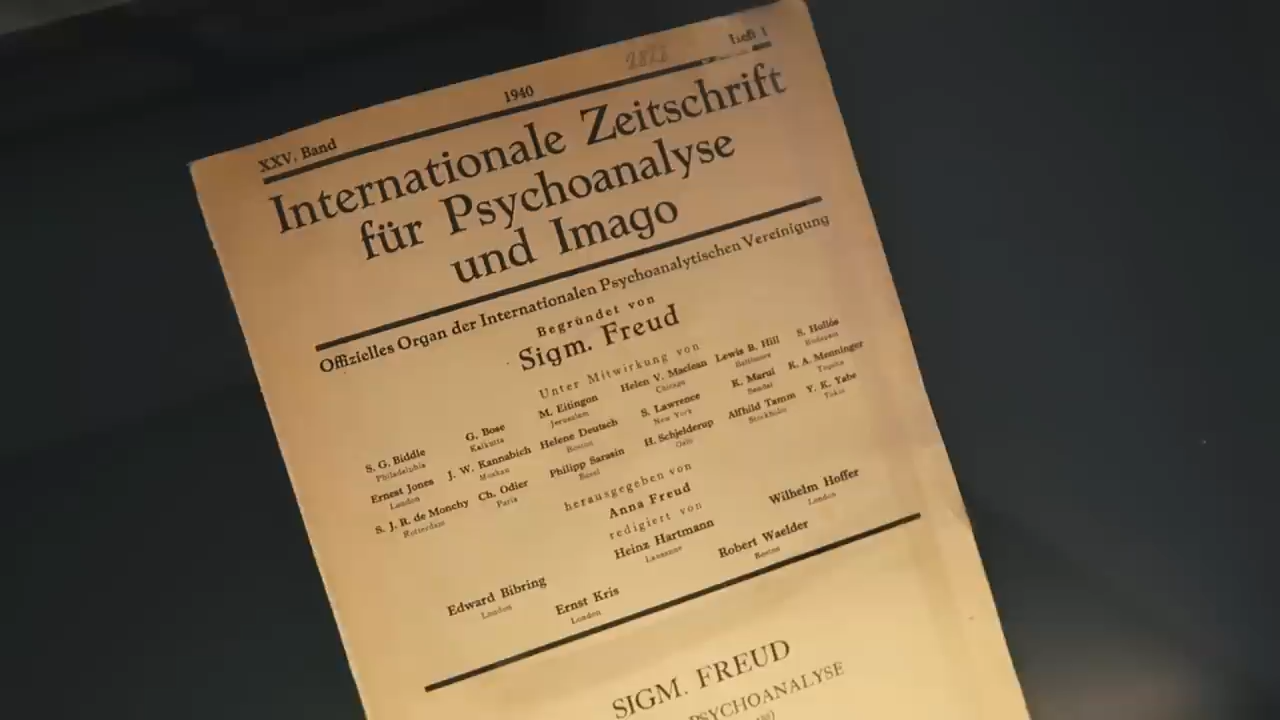 XXV. Band 1940 Heft 1
Internationale Zeitschrift
für Psychoanalyse
und Imago
Offizielles Organ der Internationalen Psychoanalytischen Vereinigung
Begründet von
Sigm. Freud
Unter Mitwirkung von
S. G. Biddle G. Bose M. Eitingon Helen V. Maclean Lewis B. Hill S. Hollós
Philadelphia Kalkutta Jerusalem Chicago Baltimore Budapest
Ernest Jones J. W. Kannabich Helene Deutsch S. Lawrence K. Marui K. A. Menninger
London Moskau Boston New York Sendai Topeka
S. J. R. de Monchy Ch. Odier Philipp Sarasin H. Schjelderup Alfhild Tamm Y. K. Yabe
Rotterdam Paris Basel Oslo Stockholm Tokio
herausgegeben von
Anna Freud
redigiert von
Edward Bibring Heinz Hartmann Wilhelm Hoffer
London Lausanne London
Ernst Kris Robert Waelder
London Boston
SIGM. FREUD
PSYCHOANALYSE